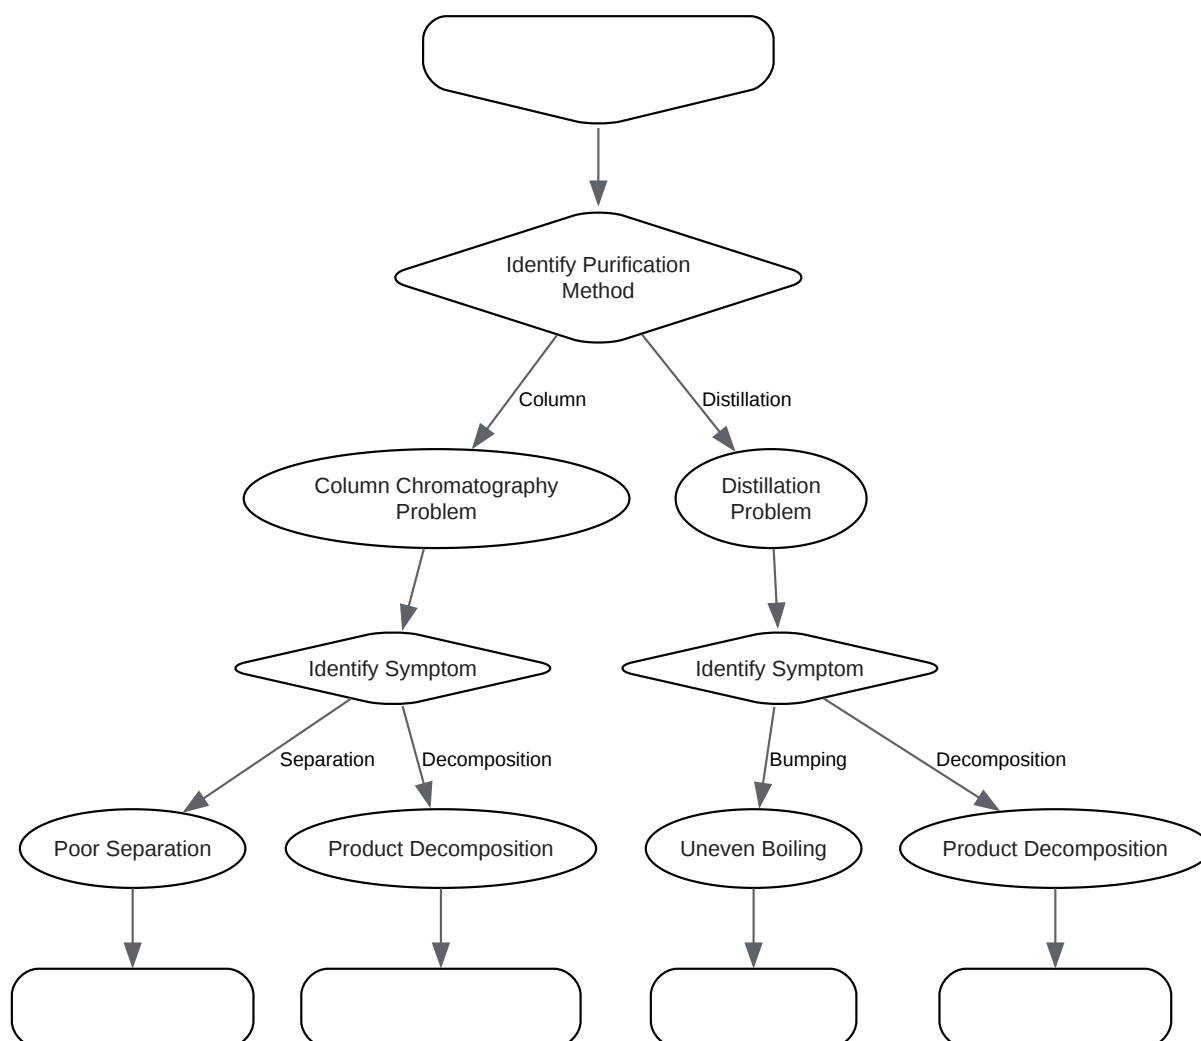 Identify Purification
Method
Column
Distillation
Column Chromatography
Problem
Distillation
Problem
Identify Symptom
Identify Symptom
Separation
Decomposition
Bumping
Decomposition
Poor Separation
Product Decomposition
Uneven Boiling
Product Decomposition